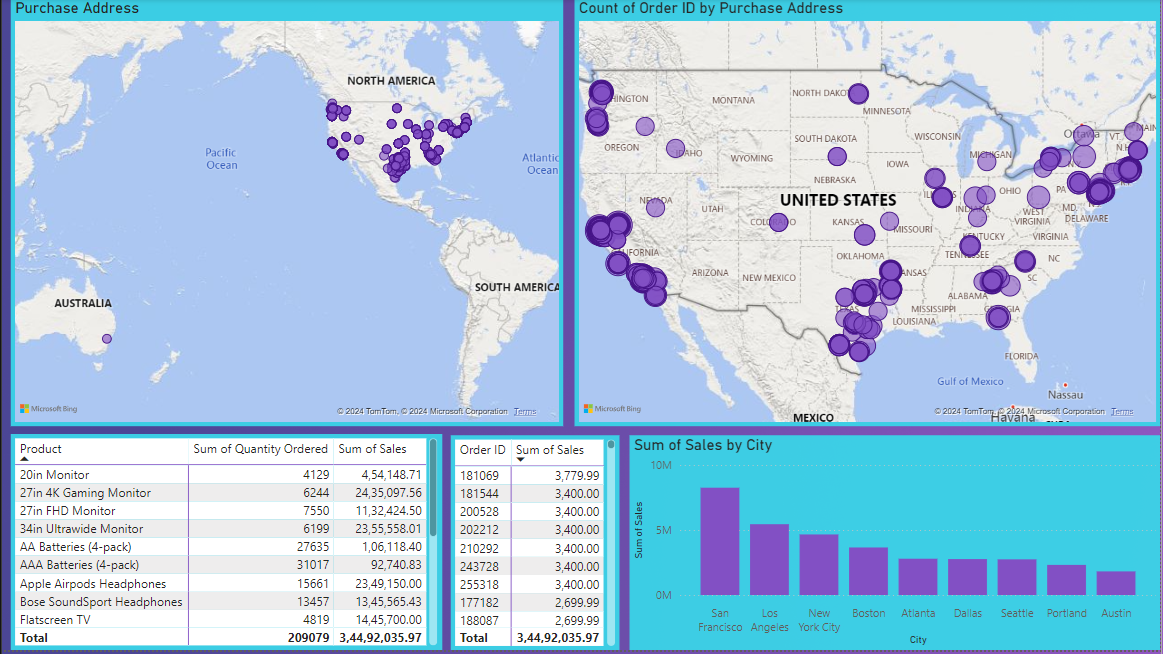 Purchase Address
NORTH AMERICA
Pacific
Ocean
Atlantic
Ocean
SOUTH AMERICA
AUSTRALIA
Microsoft Bing
© 2024 TomTom, © 2024 Microsoft Corporation Terms
Count of Order ID by Purchase Address
HINGTON
MONTANA
NORTH DAKO
MINNESOTA
Ottawa
MAIN
VT
N.H
OREGON
IDAHO
SOUTH DAKOTA
WISCONSIN
MICHIGAN
WYOMING
IOWA
NEBRASKA
NEVADA
UTAH
UNITED STATES
OHIO
PA
INDIANA
MD
DELAWARE
COLORADO
KANSAS
MISSOURI
WEST
VIRGINIA
KENTUCKY
VIRGINIA
IFORNIA
OKLAHOMA
TENNESSEE
NC
ARIZONA
NEW MEXICO
ANSAS
SC
ALABAMA
TEXAS
MISSISSIPPI
GIA
LOUISIANA
FLORIDA
Gulf of Mexico
Nassau
Havana
MEXICO
Microsoft Bing
© 2024 TomTom, © 2024 Microsoft Corporation Terms
Product Sum of Quantity Ordered Sum of Sales
20in Monitor 4129 4,54,148.71
27in 4K Gaming Monitor 6244 24,35,097.56
27in FHD Monitor 7550 11,32,424.50
34in Ultrawide Monitor 6199 23,55,558.01
AA Batteries (4-pack) 27635 1,06,118.40
AAA Batteries (4-pack) 31017 92,740.83
Apple Airpods Headphones 15661 23,49,150.00
Bose SoundSport Headphones 13457 13,45,565.43
Flatscreen TV 4819 14,45,700.00
Total 209079 3,44,92,035.97
Order ID Sum of Sales
181069 3,779.99
181544 3,400.00
200528 3,400.00
202212 3,400.00
210292 3,400.00
243728 3,400.00
255318 3,400.00
177182 2,699.99
188087 2,699.99
Total 3,44,92,035.97
Sum of Sales by City
10M
5M
0M
Sum of Sales
San
Francisco
Los
Angeles
New
York City
Boston
Atlanta
Dallas
Seattle
Portland
Austin
City